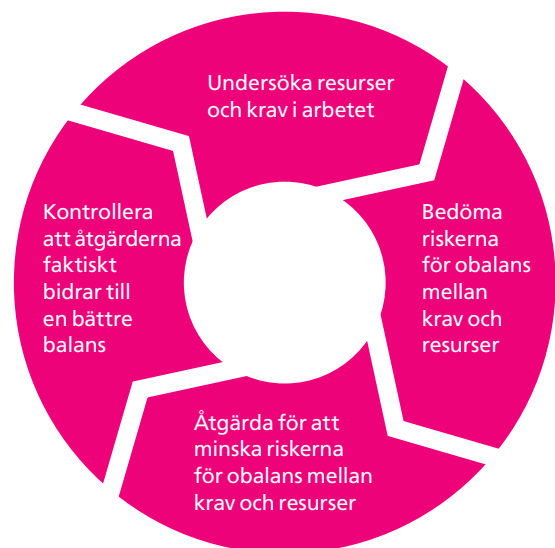 Undersöka resurser
och krav i arbetet
Bedöma
riskerna
för obalans
mellan
krav och
resurser
Åtgärda för att
minska riskerna
för obalans mellan
krav och resurser
Kontrollera
att åtgärderna
faktiskt
bidrar till
en bättre
balans